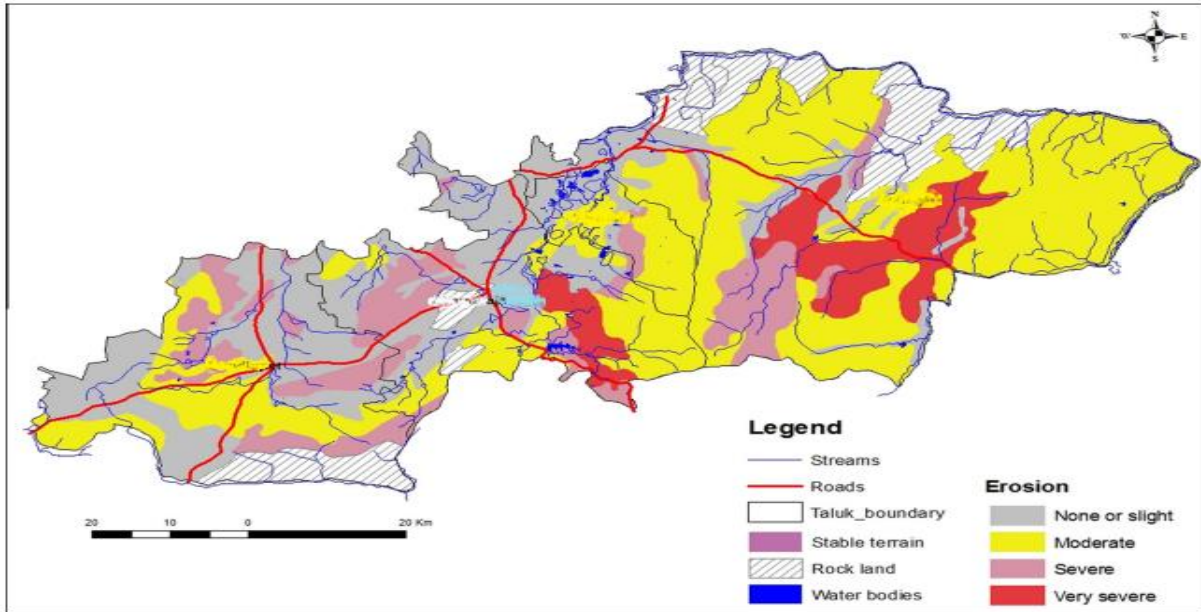 N
W E
S
Legend
Streams
Roads
Taluk_boundary
Stable terrain
Rock land
Water bodies
Erosion
None or slight
Moderate
Severe
Very severe
20 10 0 20 Km